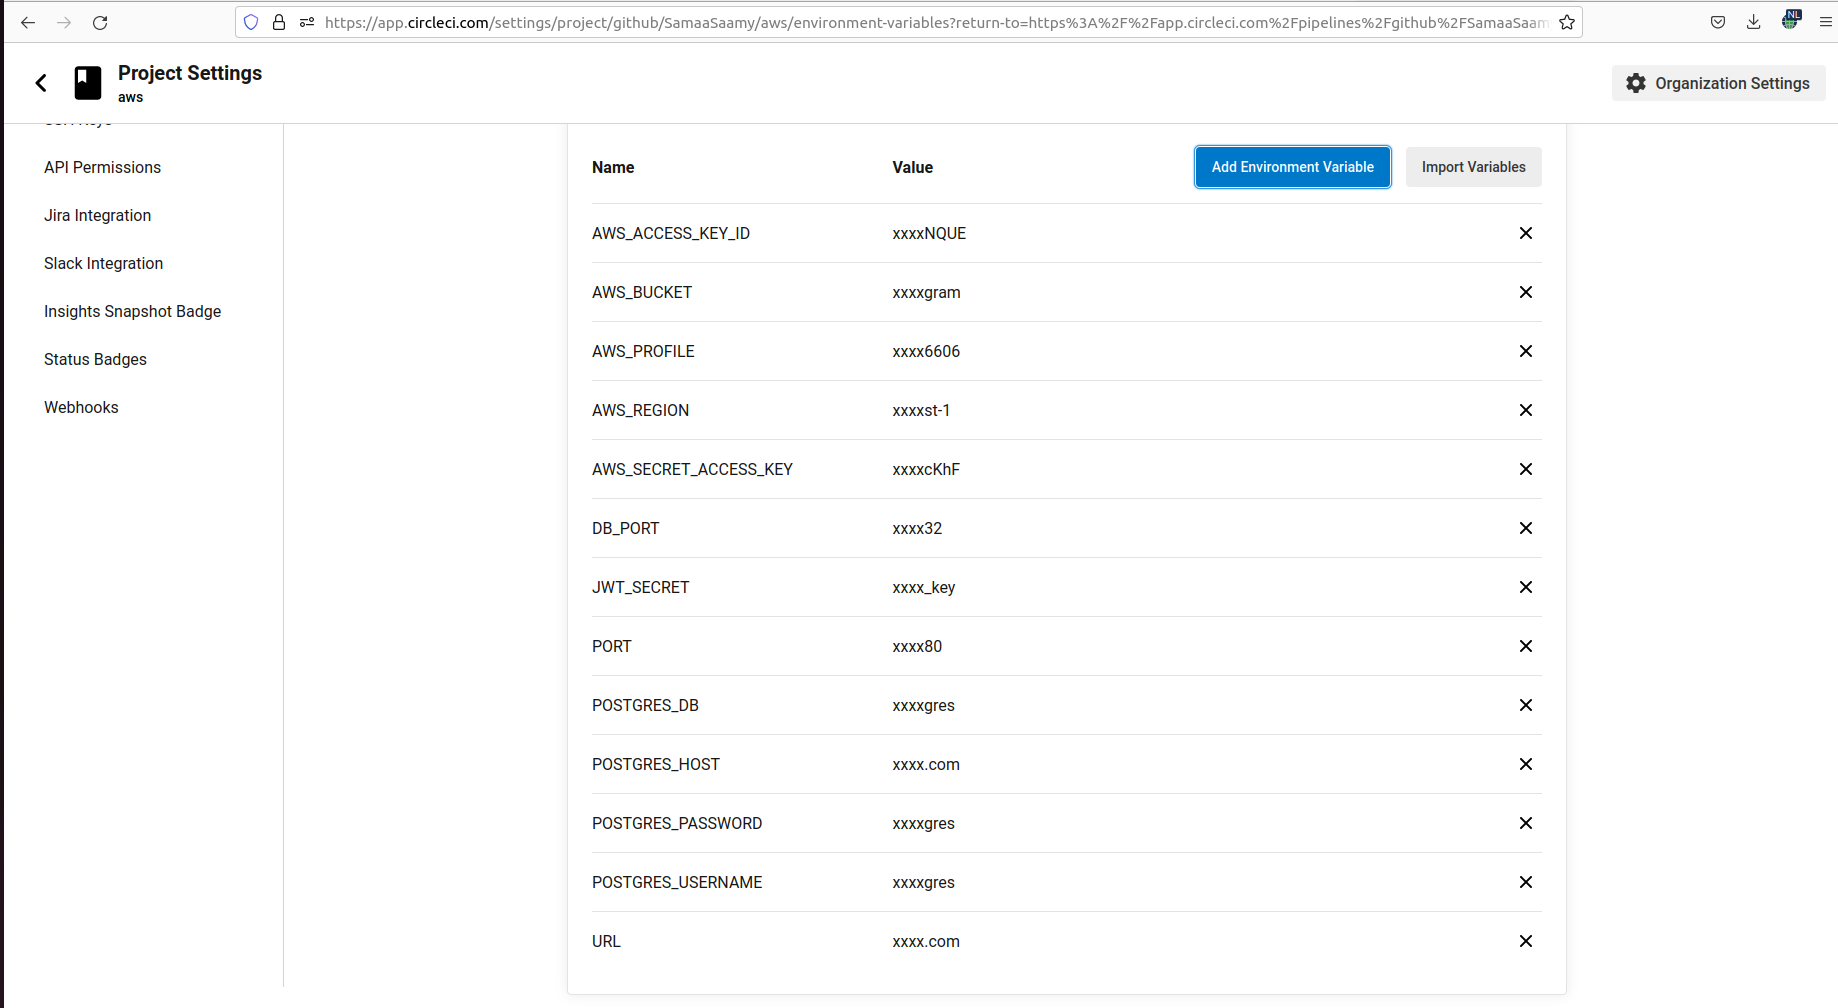 https://app.circleci.com/settings/project/github/SamaaSaamy/aws/environment-variables?return-to=https%3A%2F%2Fapp.circleci.com%2Fpipelines%2Fgithub%2FSamaaSaam
NL
Project Settings
aws
Organization Settings
API Permissions
Jira Integration
Slack Integration
Insights Snapshot Badge
Status Badges
Webhooks
Name Value Add Environment Variable Import Variables
AWS_ACCESS_KEY_ID xxxxNQUE
AWS_BUCKET xxxxgram
AWS_PROFILE xxxx6606
AWS_REGION xxxxst-1
AWS_SECRET_ACCESS_KEY xxxxcKhF
DB_PORT xxxx32
JWT_SECRET xxxx_key
PORT xxxx80
POSTGRES_DB xxxxgres
POSTGRES_HOST xxxx.com
POSTGRES_PASSWORD xxxxgres
POSTGRES_USERNAME xxxxgres
URL xxxx.com